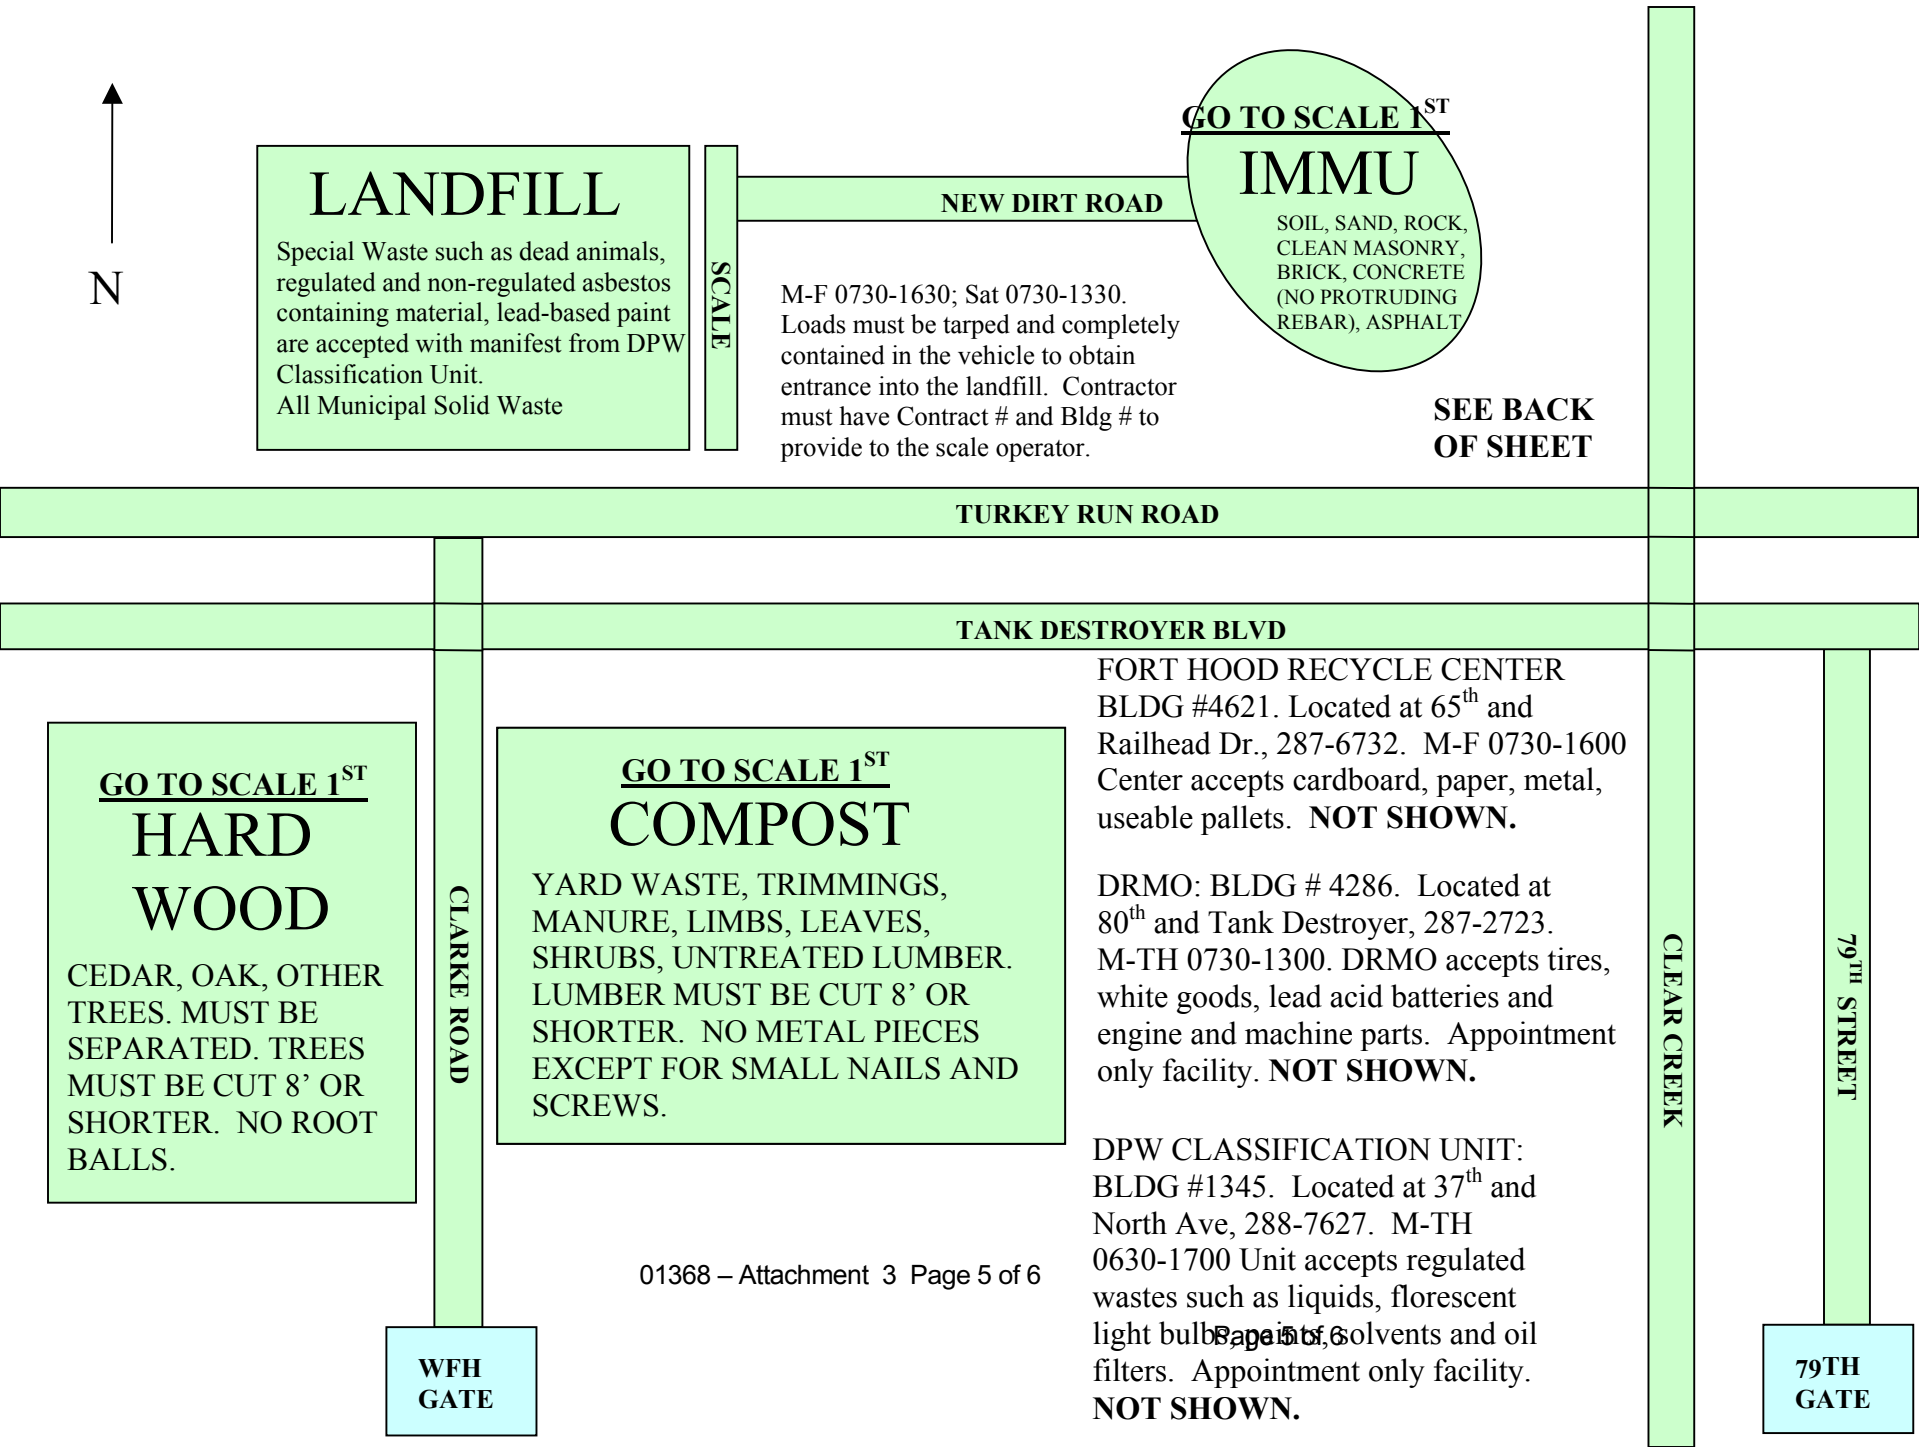 N
LANDFILL
Special Waste such as dead animals,
regulated and non-regulated asbestos
containing material, lead-based paint
are accepted with manifest from DPW
Classification Unit.
All Municipal Solid Waste
SCALE
NEW DIRT ROAD
M-F 0730-1630; Sat 0730-1330.
Loads must be tarped and completely
contained in the vehicle to obtain
entrance into the landfill.  Contractor
must have Contract # and Bldg # to
provide to the scale operator.
GO TO SCALE 1ST
IMMU
SOIL, SAND, ROCK,
CLEAN MASONRY,
BRICK, CONCRETE
(NO PROTRUDING
REBAR), ASPHALT
SEE BACK
OF SHEET
TURKEY RUN ROAD
TANK DESTROYER BLVD
GO TO SCALE 1ST
HARD
WOOD
CEDAR, OAK, OTHER
TREES. MUST BE
SEPARATED. TREES
MUST BE CUT 8’ OR
SHORTER.  NO ROOT
BALLS.
CLARKE ROAD
GO TO SCALE 1ST
COMPOST
YARD WASTE, TRIMMINGS,
MANURE, LIMBS, LEAVES,
SHRUBS, UNTREATED LUMBER.
LUMBER MUST BE CUT 8’ OR
SHORTER.  NO METAL PIECES
EXCEPT FOR SMALL NAILS AND
SCREWS.
FORT HOOD RECYCLE CENTER
BLDG #4621. Located at 65th and
Railhead Dr., 287-6732.  M-F 0730-1600
Center accepts cardboard, paper, metal,
useable pallets.  NOT SHOWN.
DRMO: BLDG # 4286.  Located at
80th and Tank Destroyer, 287-2723.
M-TH 0730-1300. DRMO accepts tires,
white goods, lead acid batteries and
engine and machine parts.  Appointment
only facility. NOT SHOWN.
DPW CLASSIFICATION UNIT:
BLDG #1345.  Located at 37th and
North Ave, 288-7627.  M-TH
0630-1700 Unit accepts regulated
wastes such as liquids, florescent
light bulbs, paints, solvents and oil
filters.  Appointment only facility.
NOT SHOWN.
CLEAR CREEK
79TH STREET
01368 – Attachment  3  Page 5 of 6
Page 5 of 6
WFH
GATE
79TH
GATE